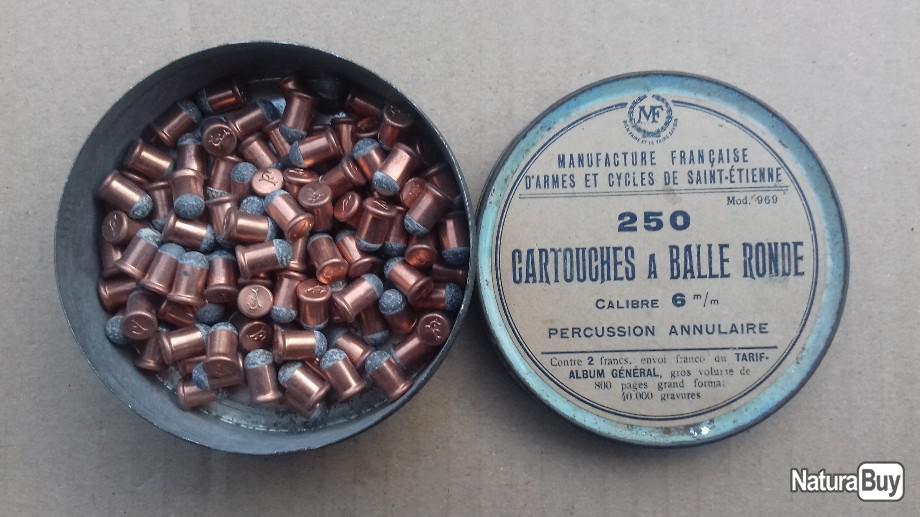 MF
MANUFACTURE FRANÇAISE
D'ARMES ET CYCLES DE SAINT-ÉTIENNE
Mod. 969
250
CARTOUCHES A BALLE RONDE
CALIBRE 6 m/m
PERCUSSION ANNULAIRE
Contre 2 francs, envoi franco du TARIF-
ALBUM GÉNÉRAL, gros volume de
800 pages grand format
40.000 gravures
NaturaBuy